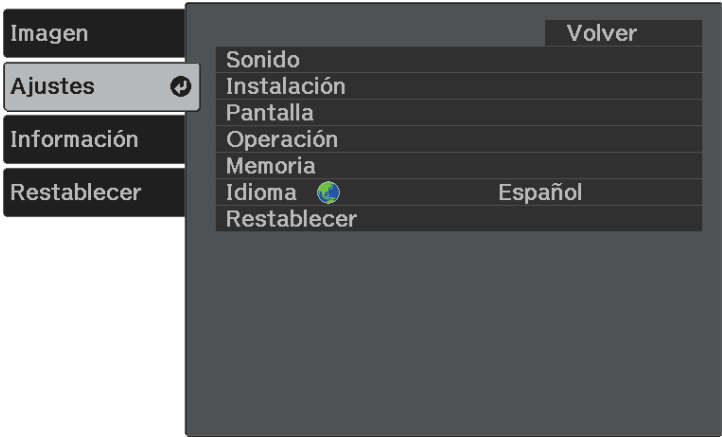 Imagen
Ajustes
Información
Restablecer
Volver
Sonido
Instalación
Pantalla
Operación
Memoria
Idioma Español
Restablecer